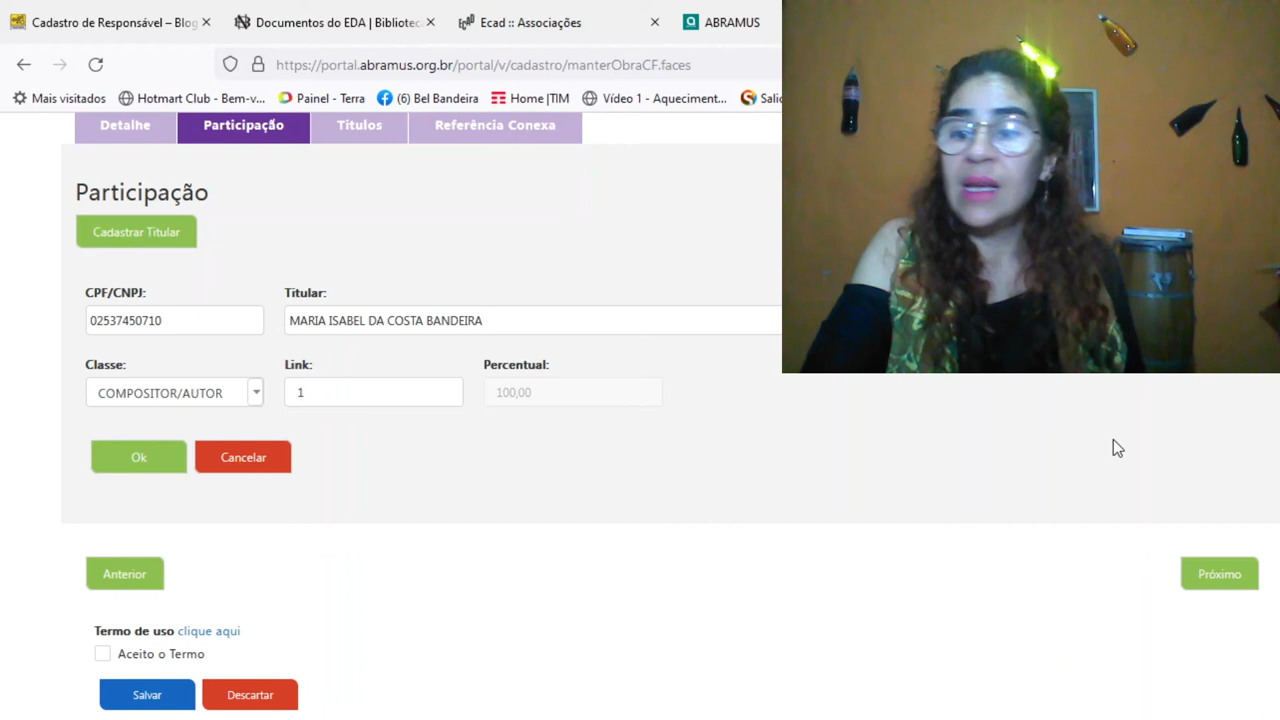 Cadastro de Responsável – Blog
Documentos do EDA | Bibliotec
Ecad :: Associações
ABRAMUS
https://portal.abramus.org.br/portal/v/cadastro/manterObraCF.faces
Mais visitados
Hotmart Club - Bem-v...
Painel - Terra
(6) Bel Bandeira
Home |TIM
Vídeo 1 - Aqueciment...
Salic
Detalhe
Participação
Títulos
Referência Conexa
Participação
Cadastrar Titular
CPF/CNPJ:
Titular:
02537450710
MARIA ISABEL DA COSTA BANDEIRA
Classe:
Link:
Percentual:
COMPOSITOR/AUTOR
1
100,00
Ok
Cancelar
Anterior
Próximo
Termo de uso clique aqui
Aceito o Termo
Salvar
Descartar